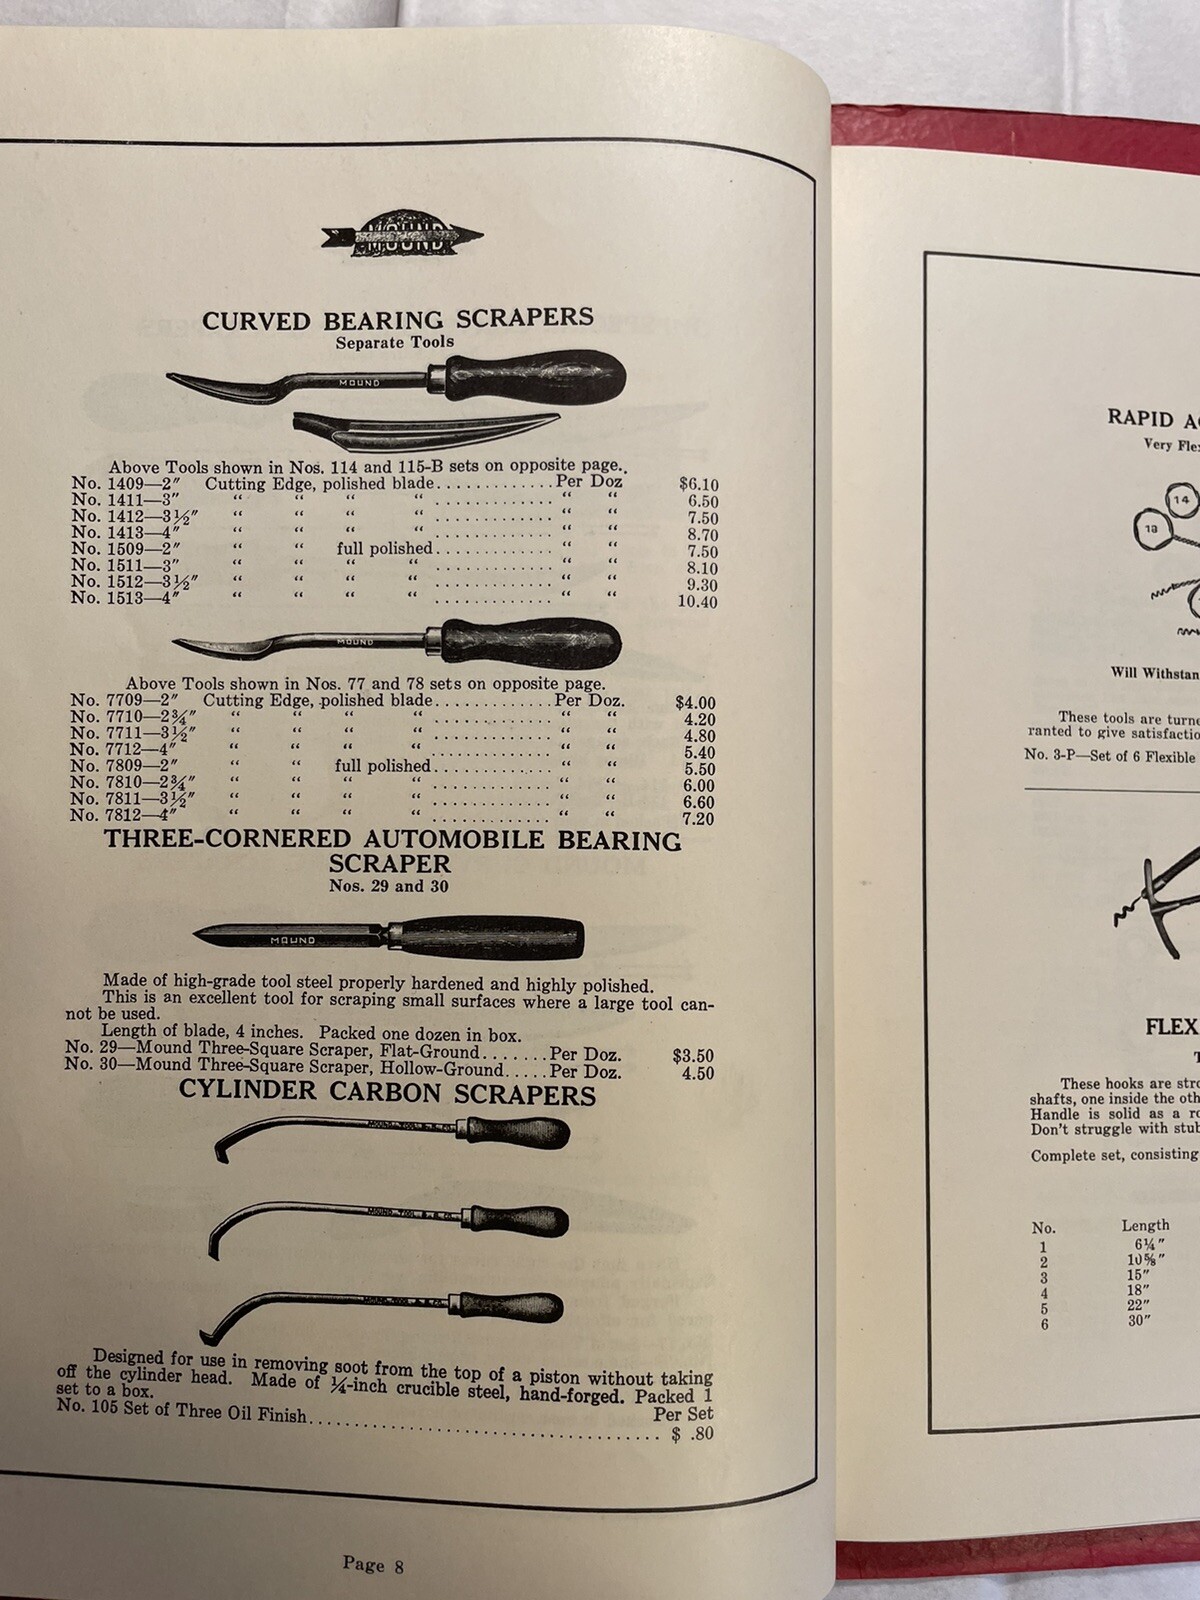 MOUND
CURVED BEARING SCRAPERS
Separate Tools
MOUND
Above Tools shown in Nos. 114 and 115-B sets on opposite page..
No. 1409—2″ Cutting Edge, polished blade............Per Doz $6.10
No. 1411—3″ “ “ “ “ ............ “ “ 6.50
No. 1412—3½″ “ “ “ “ ............ “ “ 7.50
No. 1413—4″ “ “ “ “ ............ “ “ 8.70
No. 1509—2″ “ “ full polished............ “ “ 7.50
No. 1511—3″ “ “ “ “ ............ “ “ 8.10
No. 1512—3½″ “ “ “ “ ............ “ “ 9.30
No. 1513—4″ “ “ “ “ ............ “ “ 10.40
MOUND
Above Tools shown in Nos. 77 and 78 sets on opposite page.
No. 7709—2″ Cutting Edge, polished blade............Per Doz. $4.00
No. 7710—2¾″ “ “ “ “ ............ “ “ 4.20
No. 7711—3½″ “ “ “ “ ............ “ “ 4.80
No. 7712—4″ “ “ “ “ ............ “ “ 5.40
No. 7809—2″ “ “ full polished............ “ “ 5.50
No. 7810—2¾″ “ “ “ “ ............ “ “ 6.00
No. 7811—3½″ “ “ “ “ ............ “ “ 6.60
No. 7812—4″ “ “ “ “ ............ “ “ 7.20
THREE-CORNERED AUTOMOBILE BEARING
SCRAPER
Nos. 29 and 30
MOUND
Made of high-grade tool steel properly hardened and highly polished.
This is an excellent tool for scraping small surfaces where a large tool can-
not be used.
Length of blade, 4 inches. Packed one dozen in box.
No. 29—Mound Three-Square Scraper, Flat-Ground.......Per Doz. $3.50
No. 30—Mound Three-Square Scraper, Hollow-Ground.....Per Doz. 4.50
CYLINDER CARBON SCRAPERS
MOUND TOOL & S. CO.
MOUND TOOL & S. CO.
MOUND TOOL & S. CO.
Designed for use in removing soot from the top of a piston without taking
off the cylinder head. Made of ¼-inch crucible steel, hand-forged. Packed 1
set to a box. Per Set
No. 105 Set of Three Oil Finish...................................... $ .80
Page 8
RAPID
Very
14
13
Will Withstan
These tools are turne
ranted to give satisfactio
No. 3-P—Set of 6 Flexible
FLEX
These hooks are stro
shafts, one inside the oth
Handle is solid as a ro
Don't struggle with stub
Complete set, consisting
No. Length
1 6¼″
2 10⅝″
3 15″
4 18″
5 22″
6 30″